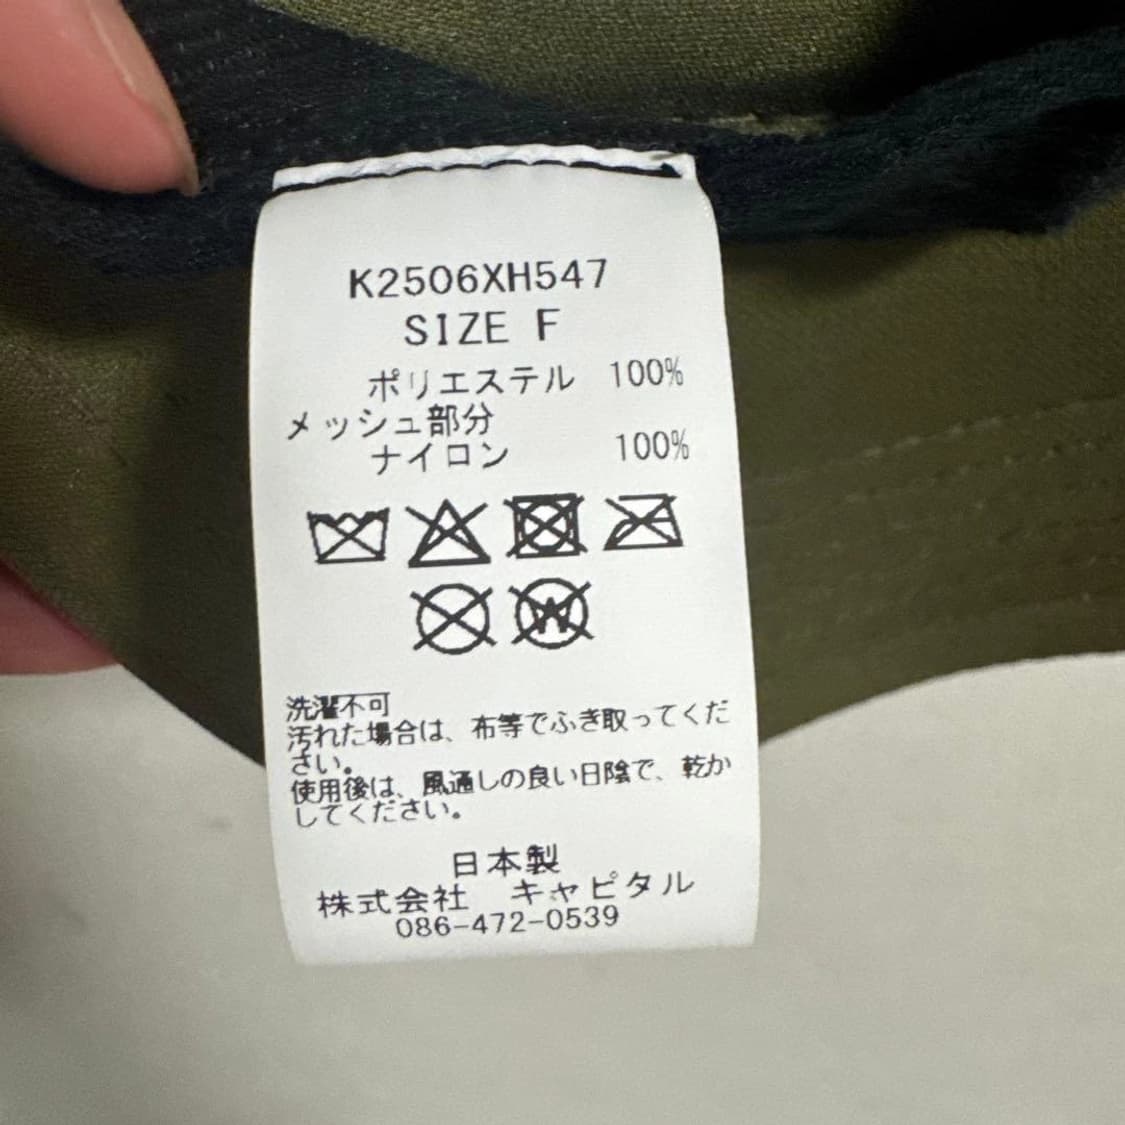 K2506XH547
SIZE F
ポリエステル 100%
メッシュ部分
ナイロン 100%
W
洗濯不可
汚れた場合は、布等でふき取ってくだ
さい。
使用後は、風通しの良い日陰で、乾か
してください。
日本製
株式会社 キャピタル
086-472-0539